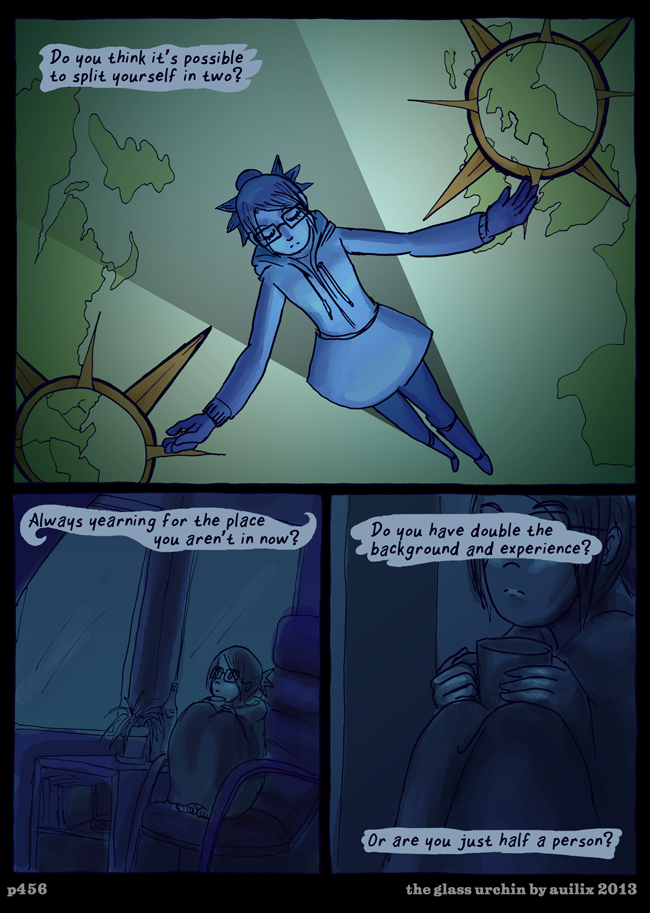 Do you think it's possible
to split yourself in two?
Always yearning for the place
you aren't in now?
Do you have double the
background and experience?
Or are you just half a person?
p456
the glass urchin by auilix 2013